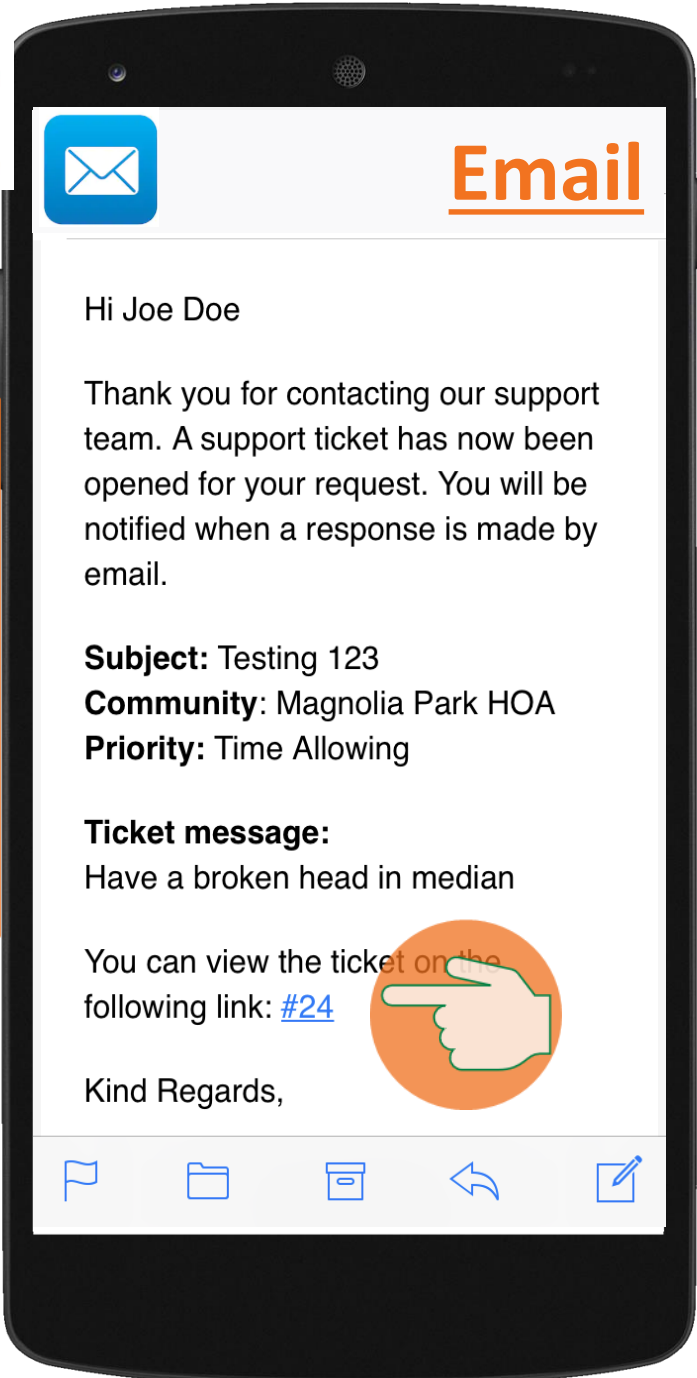 Email
Hi Joe Doe
Thank you for contacting our support
team. A support ticket has now been
opened for your request. You will be
notified when a response is made by
email.
Subject: Testing 123
Community: Magnolia Park HOA
Priority: Time Allowing
Ticket message:
Have a broken head in median
You can view the ticket on the
following link: #24
Kind Regards,